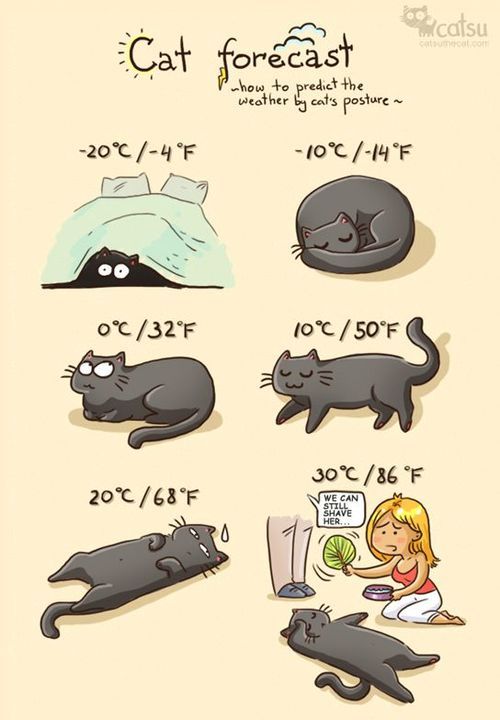 catsu
catsuthecat.com
Cat forecast
~how to predict the
weather by cat's posture~
-20°C/-4°F
-10°C/-14°F
0°C/32°F
10°C/50°F
20°C/68°F
30°C/86°F
WE CAN
STILL
SHAVE
HER...